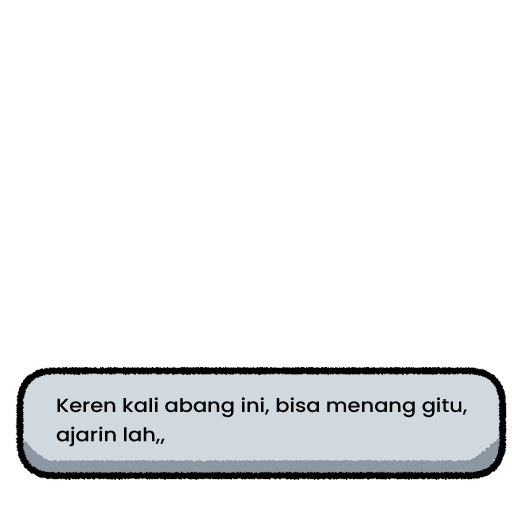 Keren kali abang ini, bisa menang gitu,
ajarin lah,,